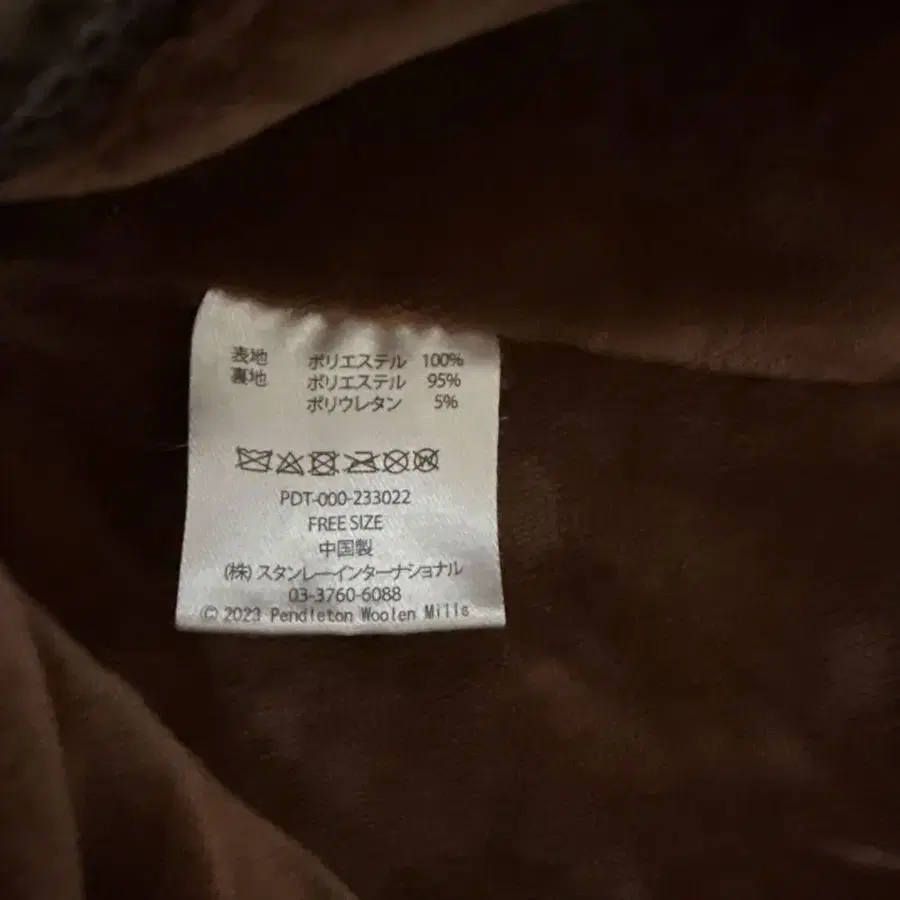 表地 ポリエステル 100%
裏地 ポリエステル 95%
ポリウレタン 5%
PDT-000-233022
FREE SIZE
中国製
(株)スタンレーインターナショナル
03-3760-6088
© 2023 Pendleton Woolen Mills